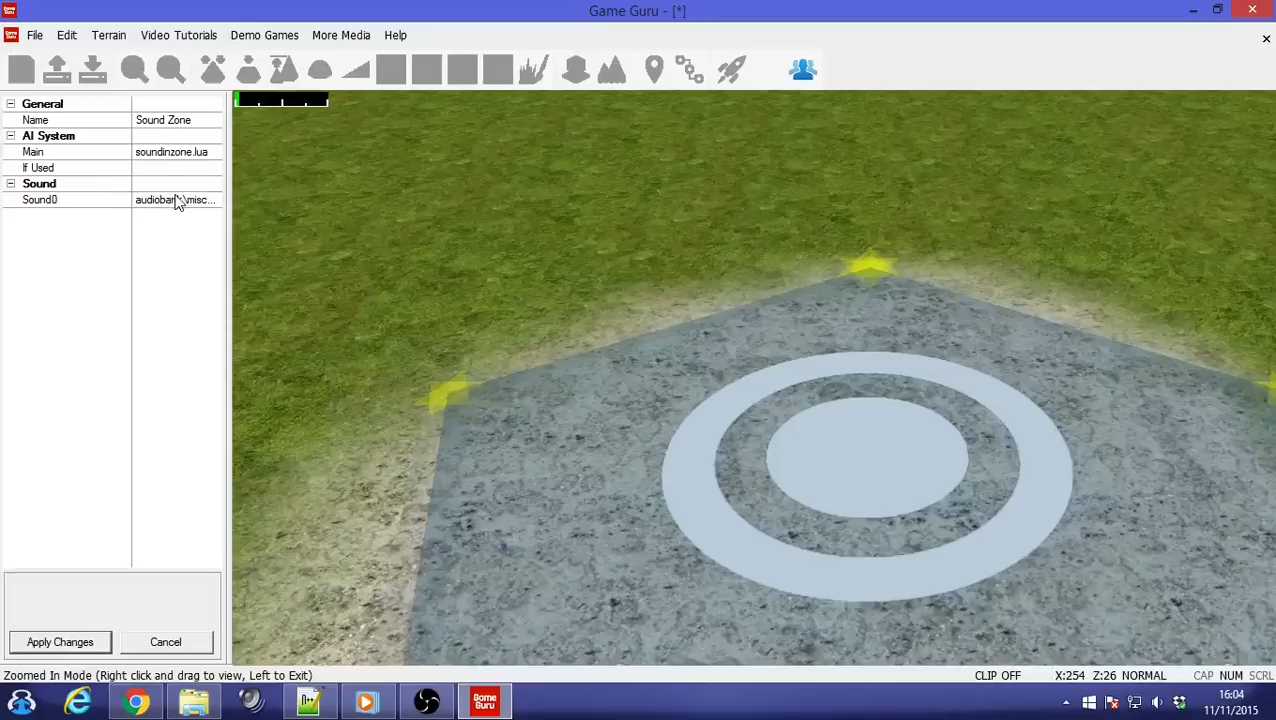 Game Guru - [*]
File Edit Terrain Video Tutorials Demo Games More Media Help
General
Name Sound Zone
AI System
Main soundinzone.lua
If Used
Sound
Sound0 misc...
Apply Changes Cancel
Zoomed In Mode (Right click and drag to view, Left to Exit) CLIP OFF X:254 Z:26 NORMAL CAP NUM SCRL
16:04
11/11/2015